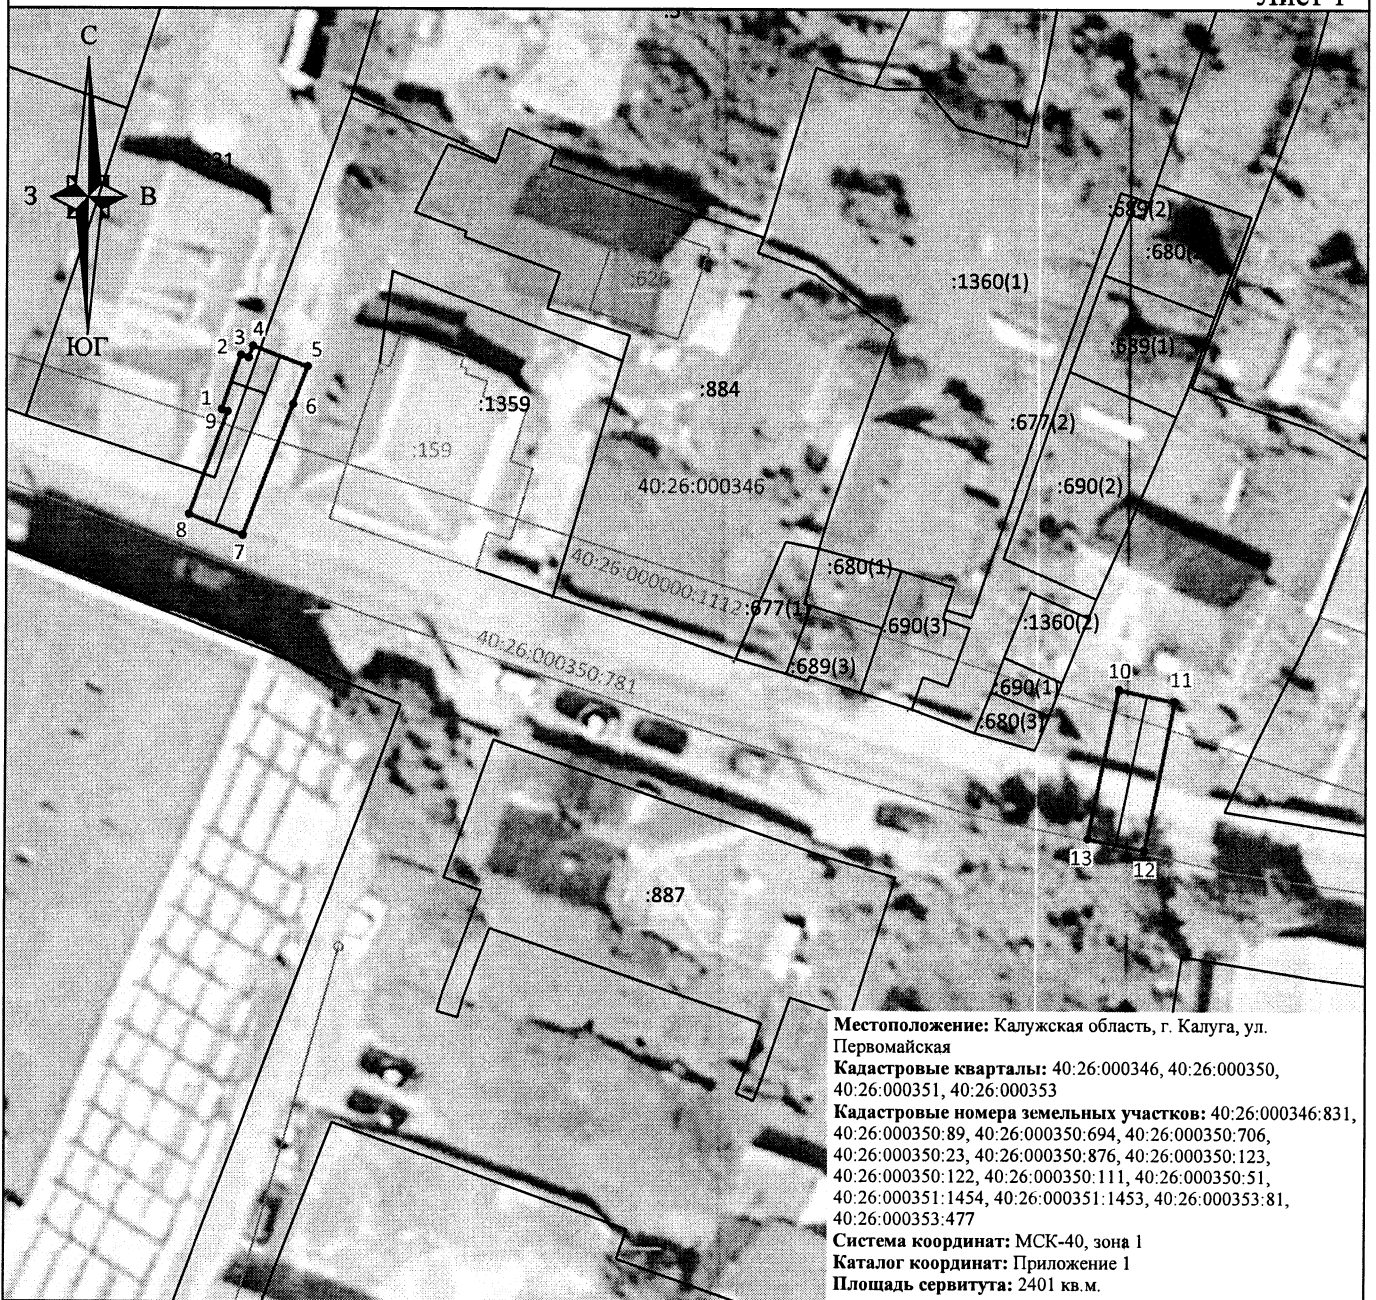 Лист 1
С
З
В
ЮГ
:831
:626
:1360(1)
:689(2)
:680(2)
:689(1)
2
3
4
5
1
9
6
8
7
:1359
:884
:677(2)
:159
40:26:000346
:690(2)
40:26:000000:1112
:680(1)
:677(1)
:690(3)
:1360(2)
:689(3)
:690(1)
:680(3)
40:26:000350:781
10
11
13
12
:887
Местоположение: Калужская область, г. Калуга, ул.
Первомайская
Кадастровые кварталы: 40:26:000346, 40:26:000350,
40:26:000351, 40:26:000353
Кадастровые номера земельных участков: 40:26:000346:831,
40:26:000350:89, 40:26:000350:694, 40:26:000350:706,
40:26:000350:23, 40:26:000350:876, 40:26:000350:123,
40:26:000350:122, 40:26:000350:111, 40:26:000350:51,
40:26:000351:1454, 40:26:000351:1453, 40:26:000353:81,
40:26:000353:477
Система координат: МСК-40, зона 1
Каталог координат: Приложение 1
Площадь сервитута: 2401 кв.м.